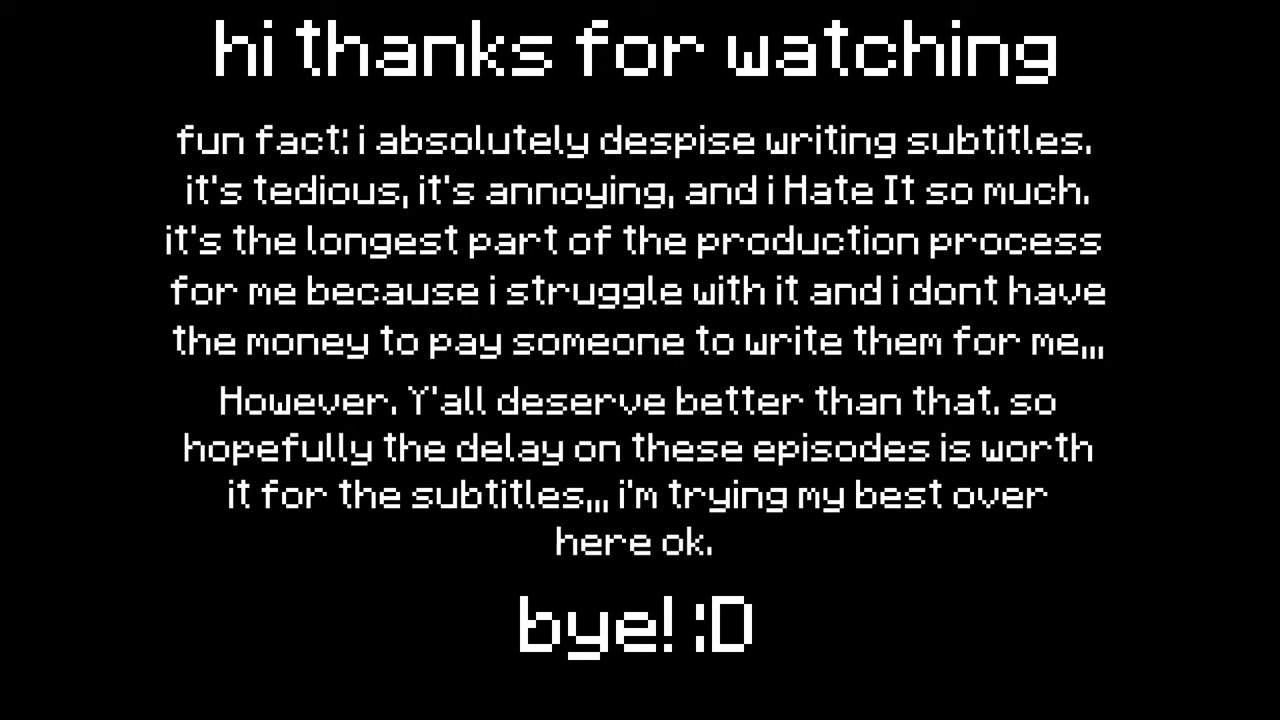 hi thanks for watching
fun fact: i absolutely despise writing subtitles.
it's tedious, it's annoying, and i Hate It so much.
it's the longest part of the production process
for me because i struggle with it and i dont have
the money to pay someone to write them for me,,,
However. Y'all deserve better than that. so
hopefully the delay on these episodes is worth
it for the subtitles,,, i'm trying my best over
here ok.
bye! :D